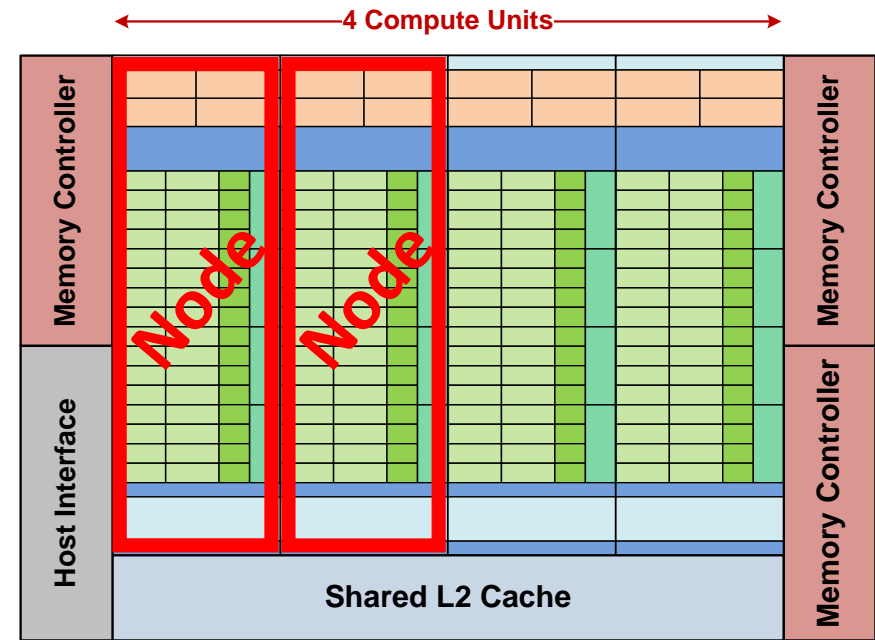 4 Compute Units
Memory Controller
Host Interface
Node
Node
Memory Controller
Memory Controller
Shared L2 Cache